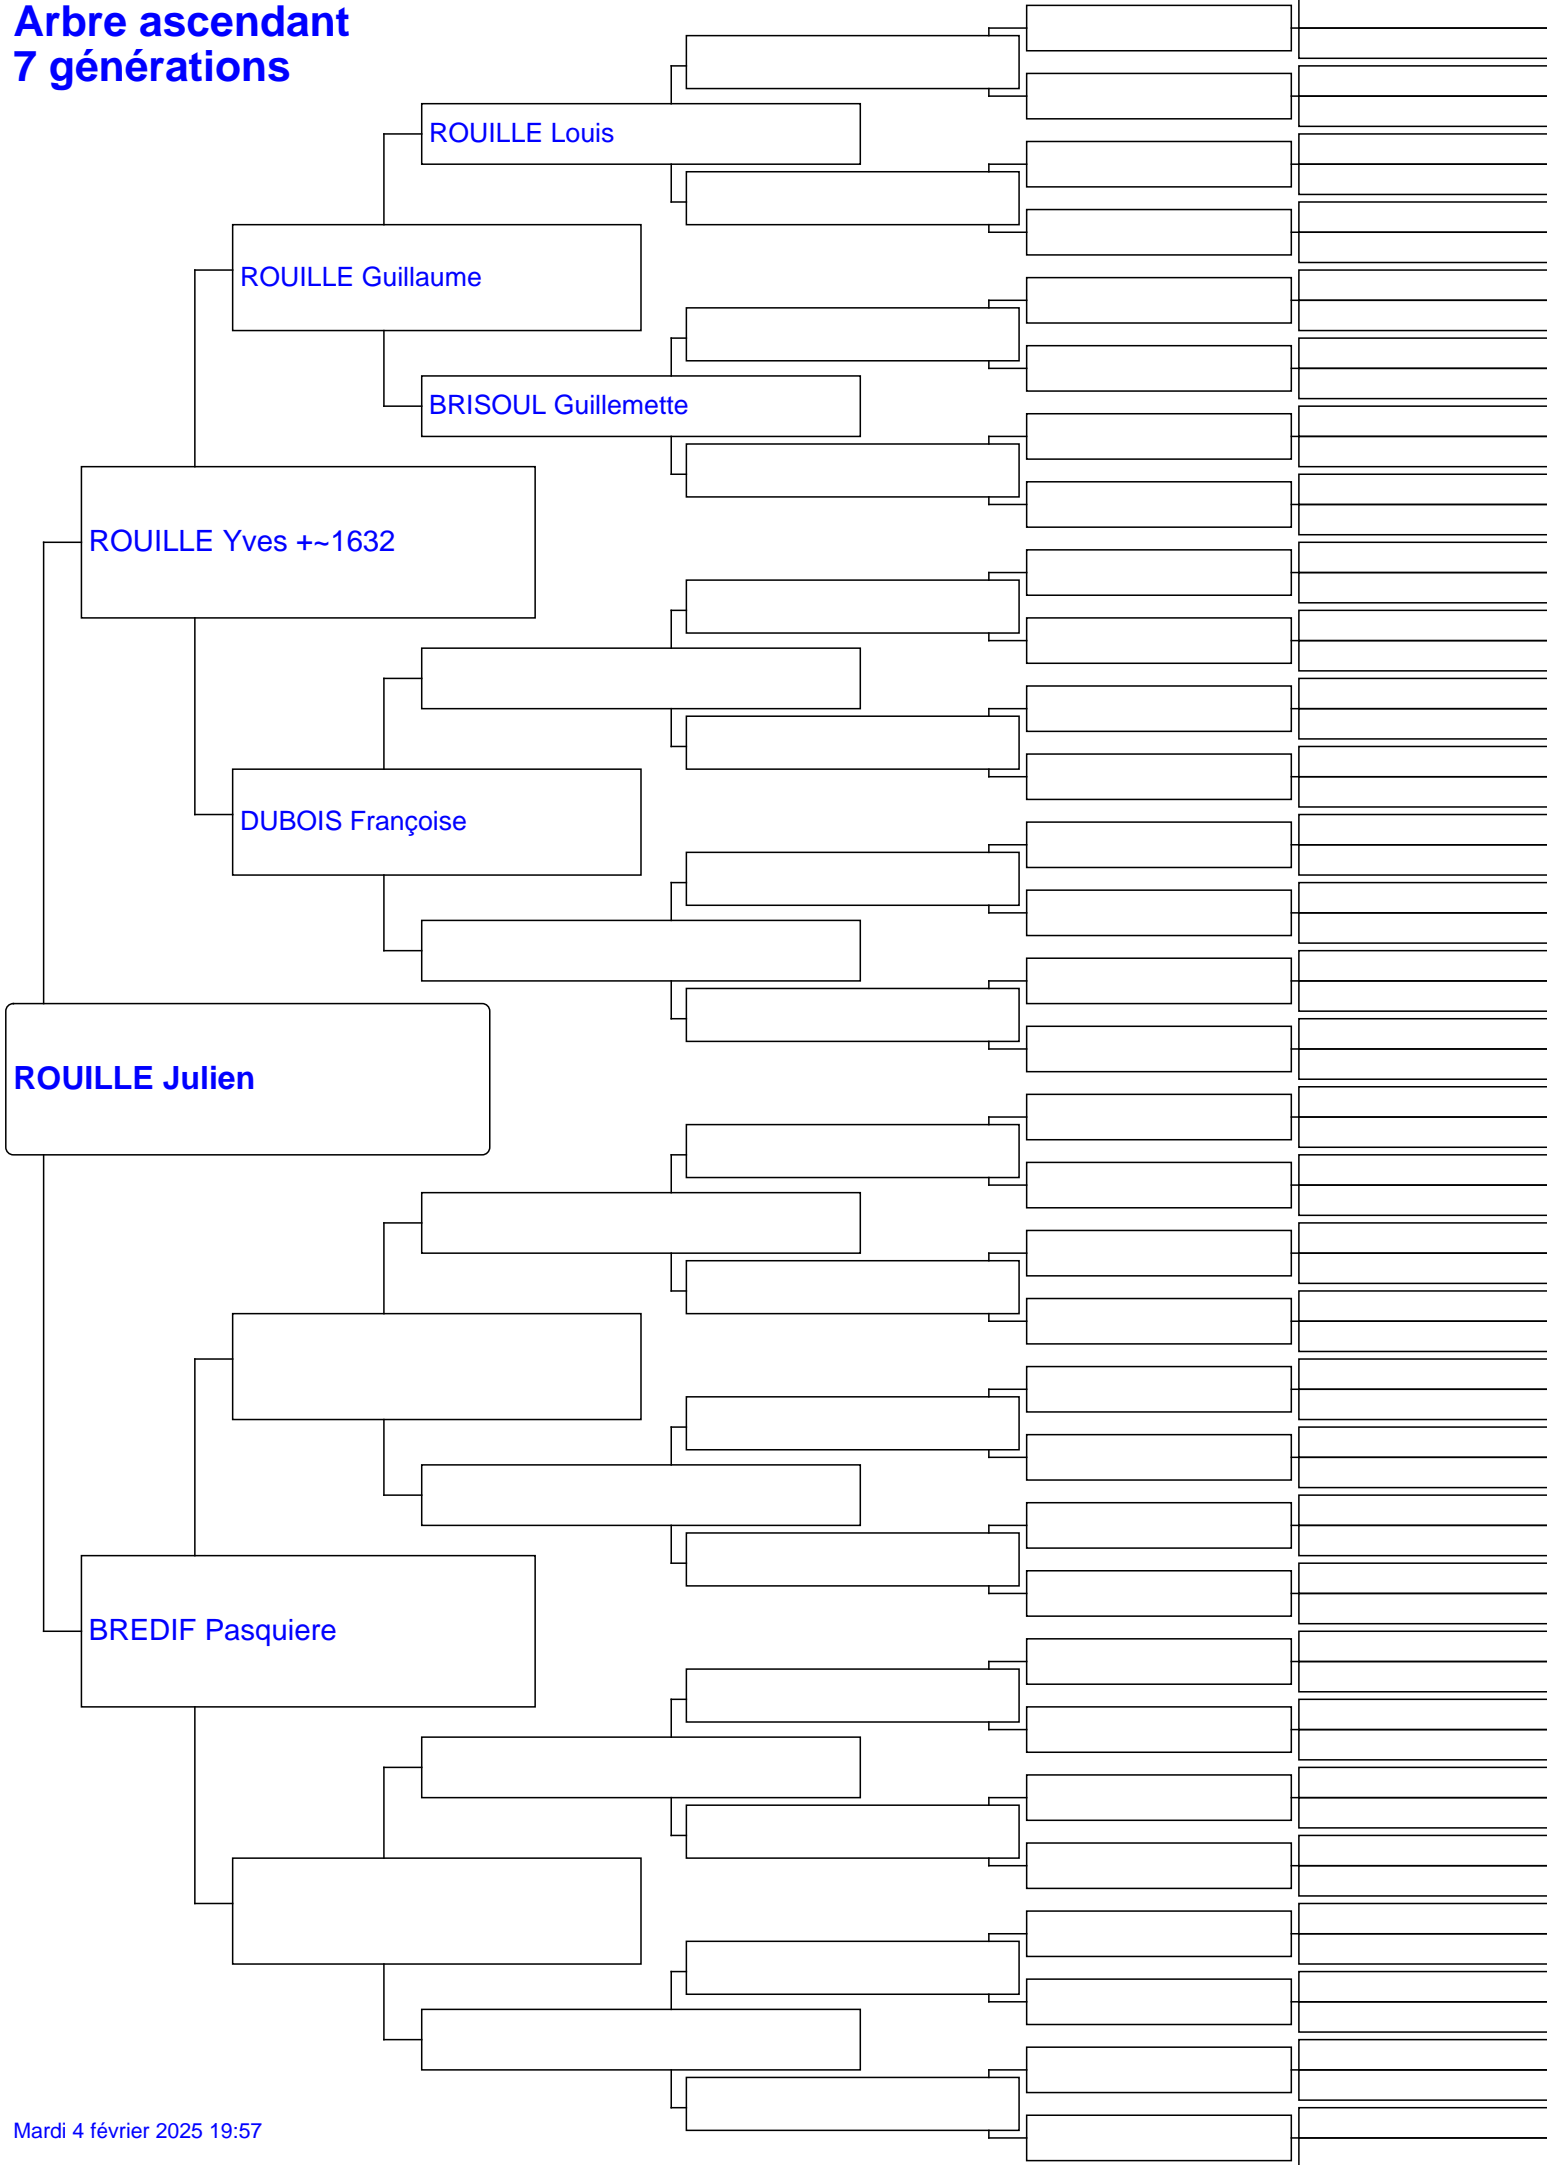 Arbre ascendant
7 générations
ROUILLE Louis
ROUILLE Guillaume
BRISOUL Guillemette
ROUILLE Yves +~1632
DUBOIS Françoise
ROUILLE Julien
BREDIF Pasquiere
Mardi 4 février 2025 19:57